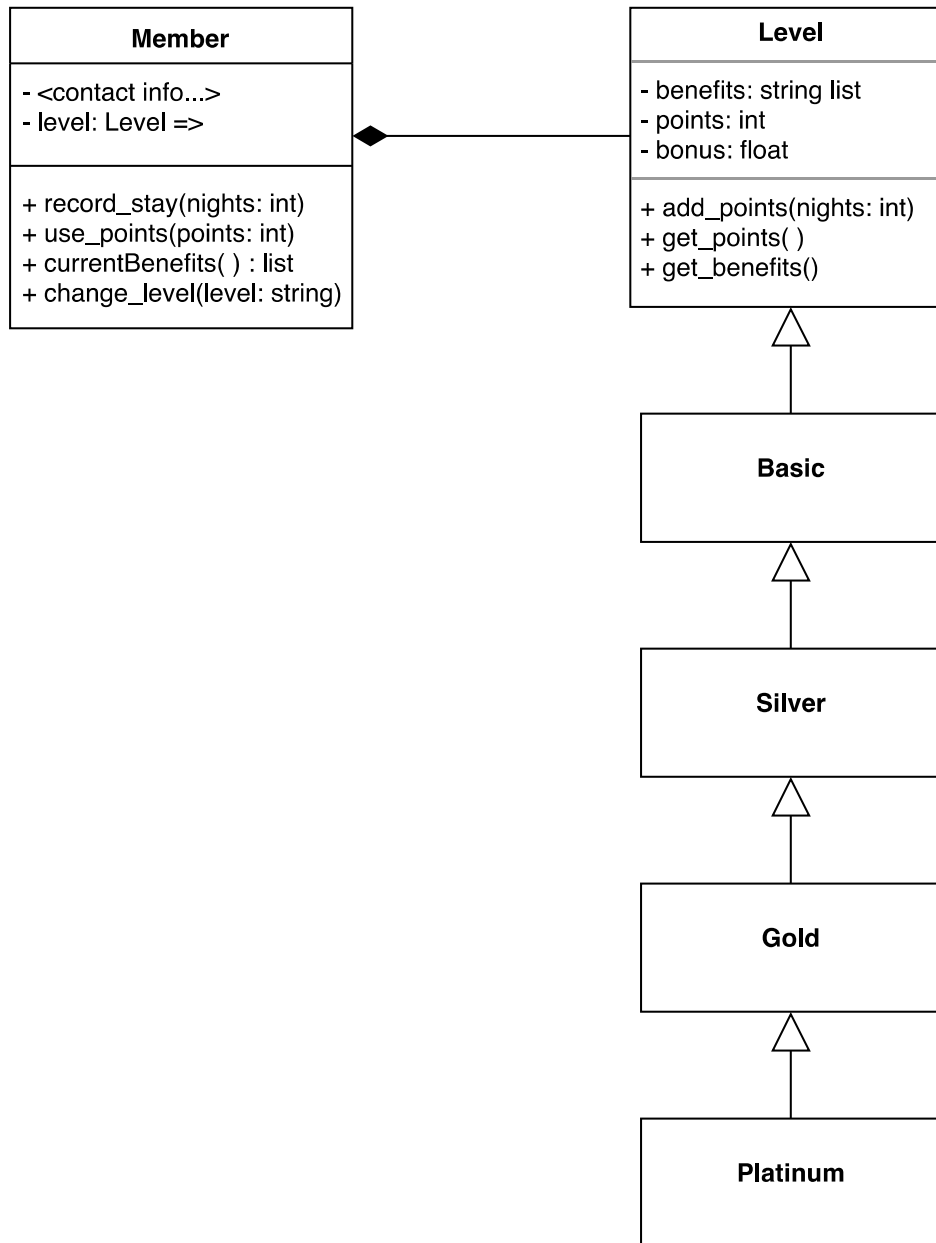 Member
- <contact info...>
- level: Level =>
+ record_stay(nights: int)
+ use_points(points: int)
+ currentBenefits( ) : list
+ change_level(level: string)
Level
- benefits: string list
- points: int
- bonus: float
+ add_points(nights: int)
+ get_points( )
+ get_benefits()
Basic
Silver
Gold
Platinum